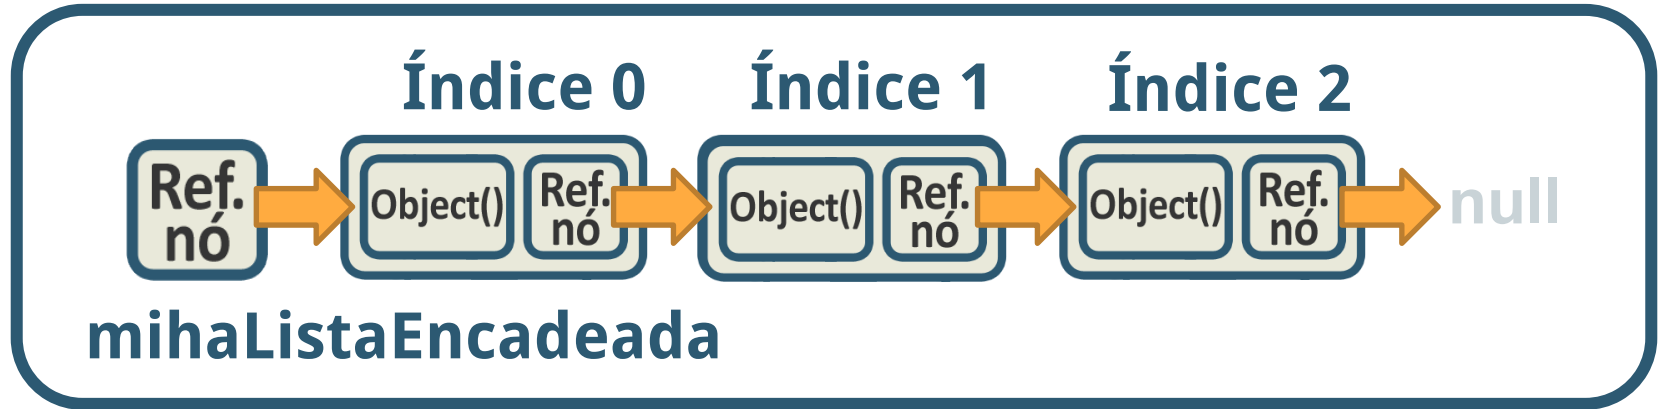 Índice 0 Índice 1 Índice 2
Ref. nó
Object() Ref. nó
Object() Ref. nó
Object() Ref. nó
null
mihaListaEncadeada